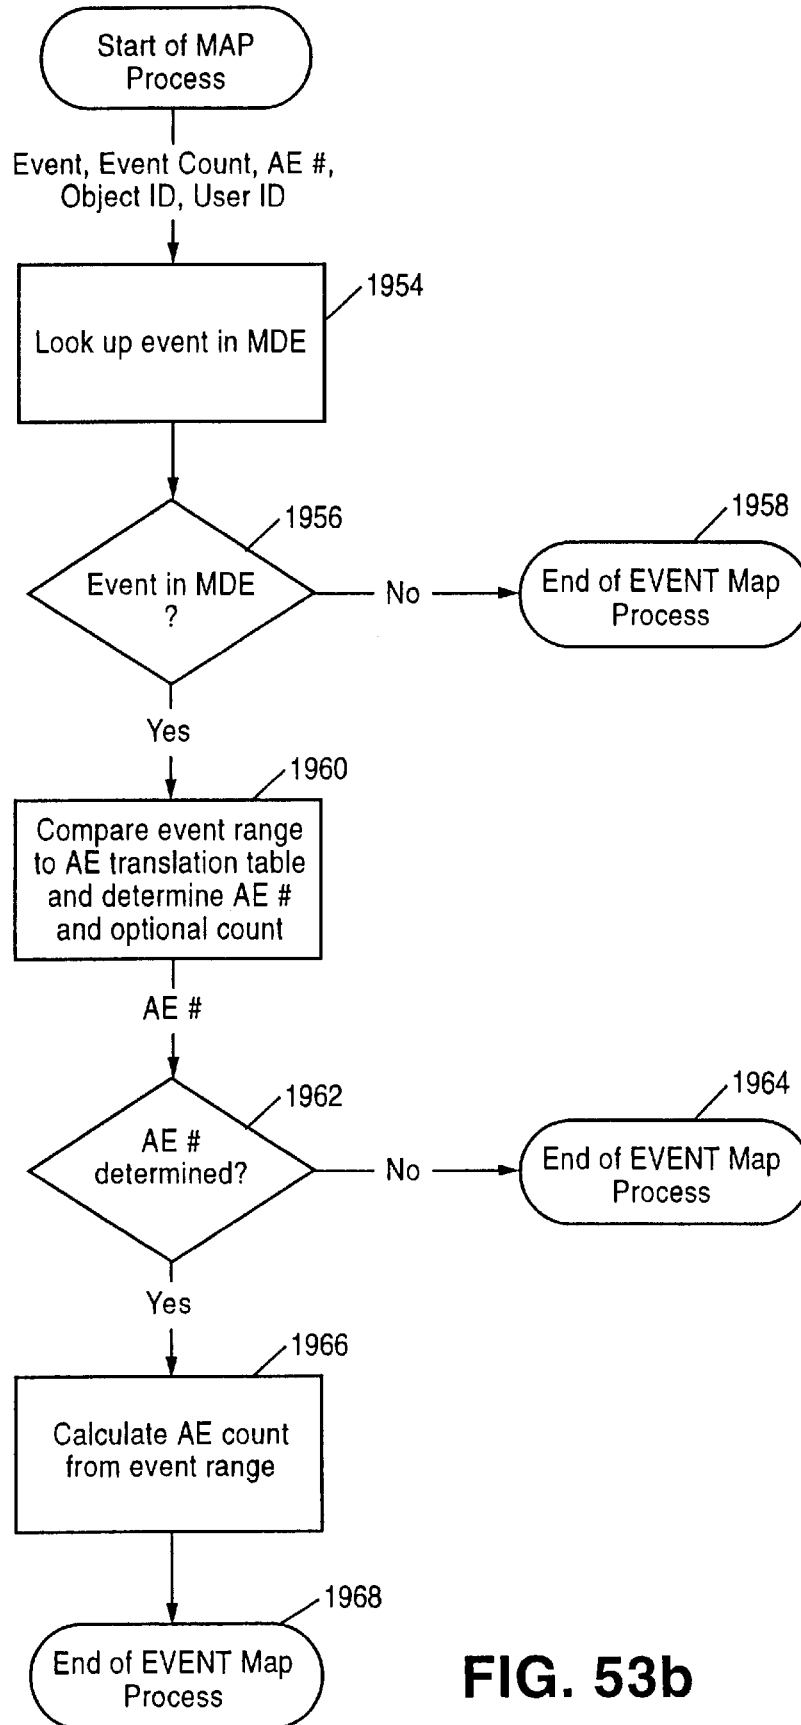 Start of MAP
Process
Event, Event Count, AE #,
Object ID, User ID
1954
Look up event in MDE
1956
Event in MDE
?
No
1958
End of EVENT Map
Process
Yes
1960
Compare event range
to AE translation table
and determine AE #
and optional count
AE #
1962
AE #
determined?
No
1964
End of EVENT Map
Process
Yes
1966
Calculate AE count
from event range
1968
End of EVENT Map
Process
FIG. 53b